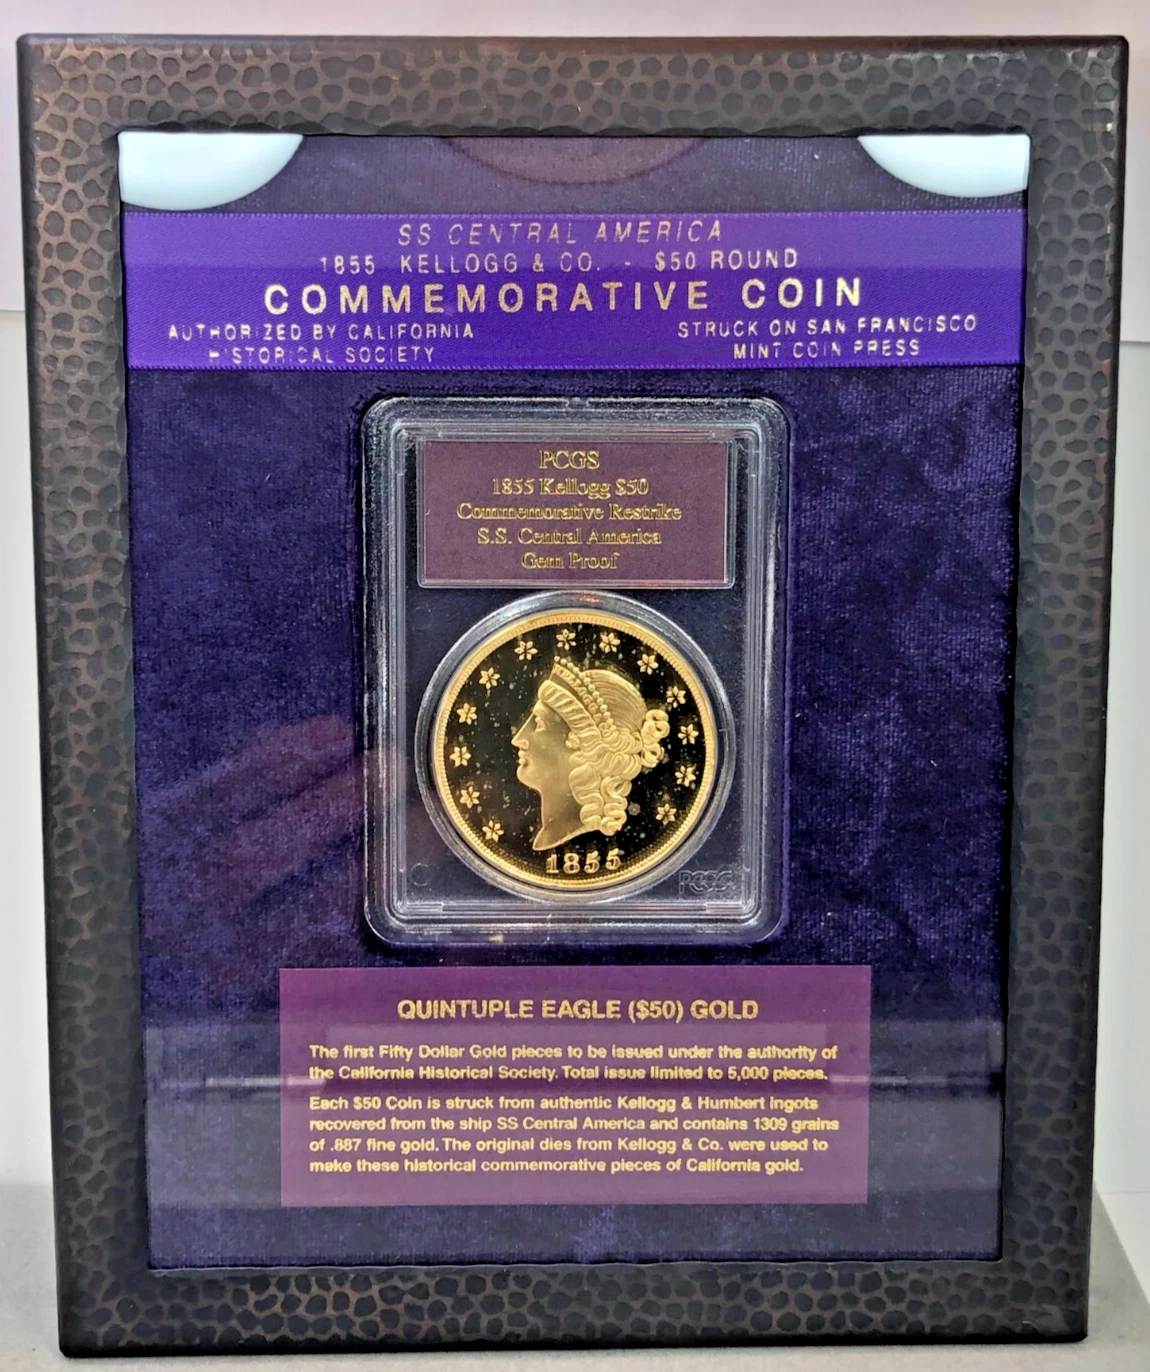 SS CENTRAL AMERICA
1855 KELLOGG & CO. - $50 ROUND
COMMEMORATIVE COIN
AUTHORIZED BY CALIFORNIA
HISTORICAL SOCIETY
STRUCK ON SAN FRANCISCO
MINT COIN PRESS
PCGS
1855 Kellogg $50
Commemorative Restrike
S.S. Central America
Gem Proof
1855
PCGS
QUINTUPLE EAGLE ($50) GOLD
The first Fifty Dollar Gold pieces to be issued under the authority of
the California Historical Society. Total issue limited to 5,000 pieces.
Each $50 Coin is struck from authentic Kellogg & Humbert ingots
recovered from the ship SS Central America and contains 1309 grains
of .887 fine gold. The original dies from Kellogg & Co. were used to
make these historical commemorative pieces of California gold.